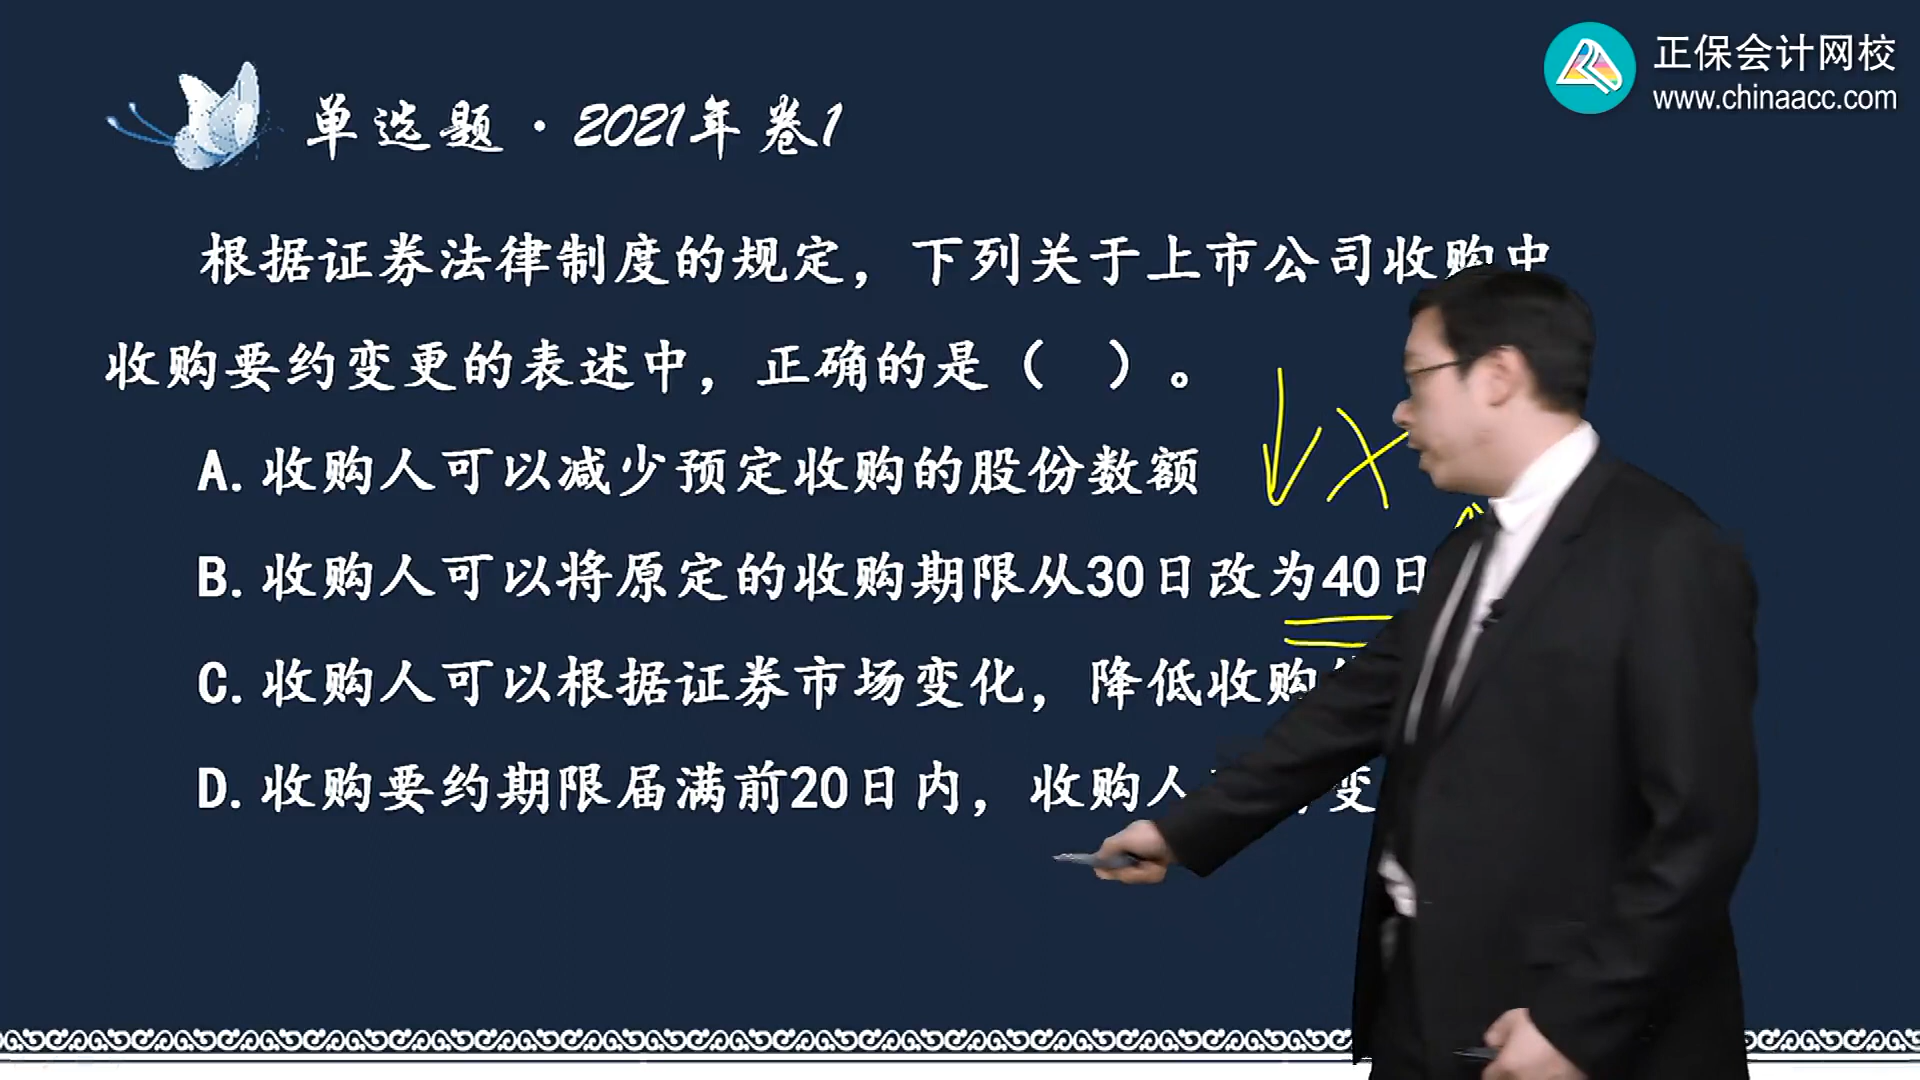 正保会计网校
www.chinaacc.com
单选题·2021年卷1
根据证券法律制度的规定，下列关于上市公司收购中
收购要约变更的表述中，正确的是（ ）。
A.收购人可以减少预定收购的股份数额
B.收购人可以将原定的收购期限从30日改为40日
C.收购人可以根据证券市场变化，降低收购
D.收购要约期限届满前20日内，收购人 变